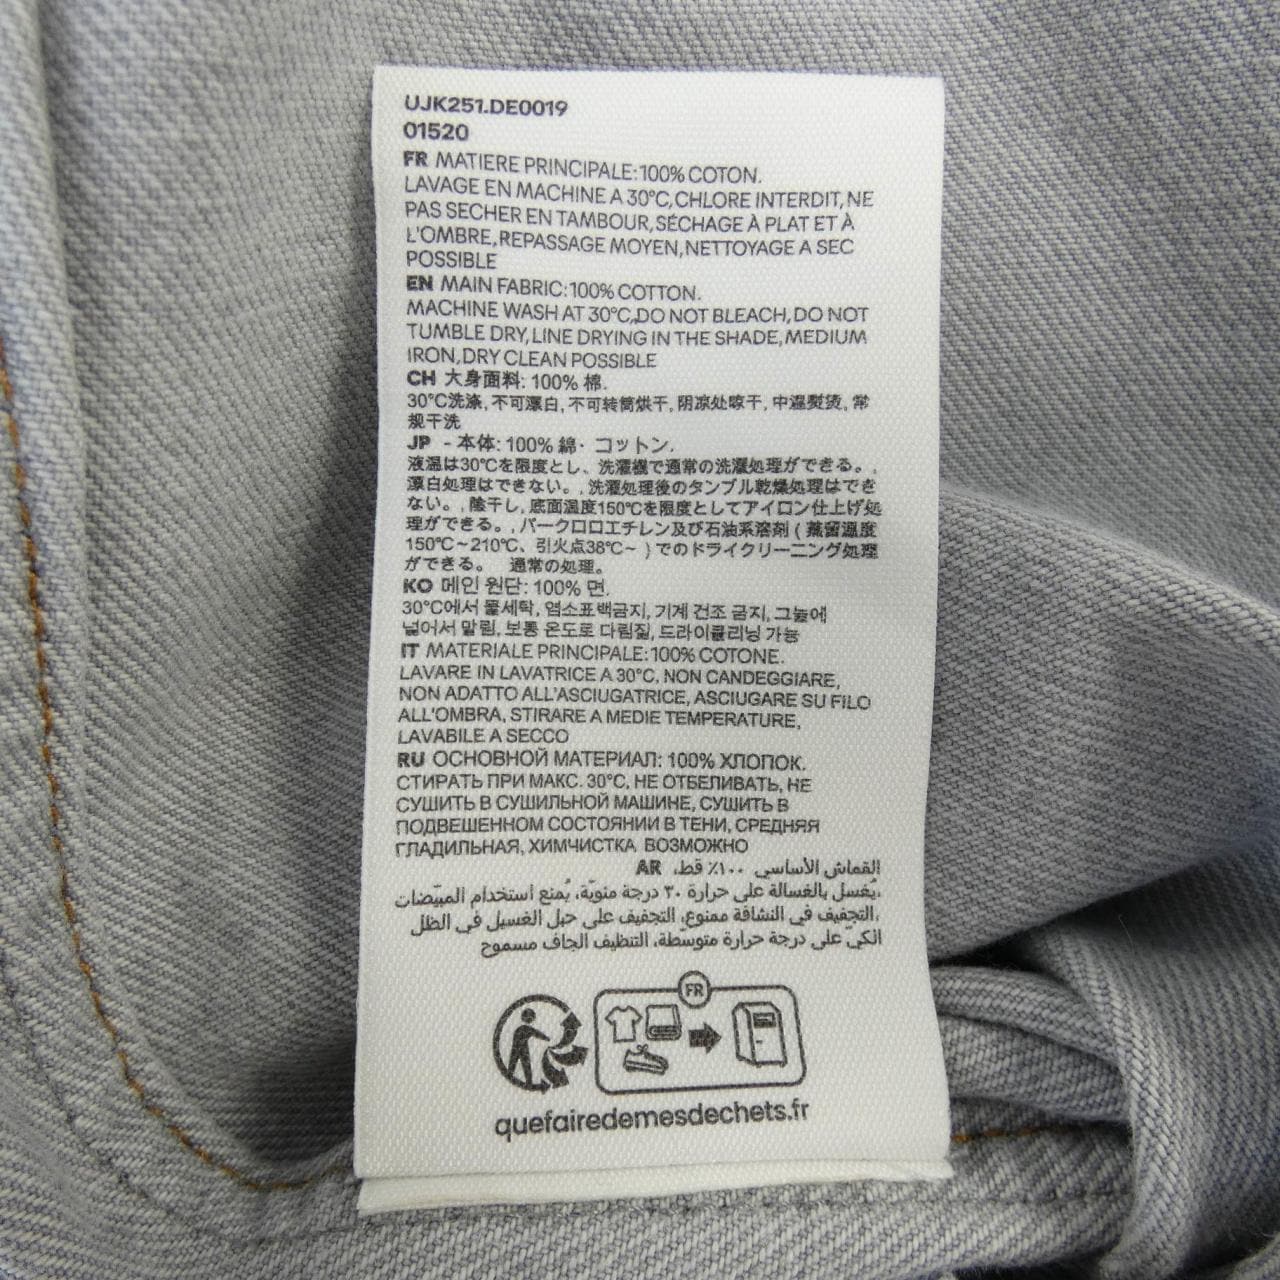 UJK251.DE0019
01520
FR MATIERE PRINCIPALE:100% COTON.
LAVAGE EN MACHINE A 30°C,CHLORE INTERDIT,NE
PAS SECHER EN TAMBOUR,SÉCHAGE À PLAT ET À
L'OMBRE,REPASSAGE MOYEN,NETTOYAGE A SEC
POSSIBLE
EN MAIN FABRIC:100% COTTON.
MACHINE WASH AT 30°C,DO NOT BLEACH,DO NOT
TUMBLE DRY,LINE DRYING IN THE SHADE,MEDIUM
IRON,DRY CLEAN POSSIBLE
CH 大身面料: 100% 棉.
30°C洗涤, 不可漂白, 不可转筒烘干, 阴凉处晾干, 中温熨烫, 常
规干洗
JP - 本体: 100% 綿・コットン.
液温は30℃を限度とし、洗濯機で通常の洗濯処理ができる。,
漂白処理はできない。,洗濯処理後のタンブル乾燥処理はでき
ない。, 陰干し, 底面温度150℃を限度としてアイロン仕上げ処
理ができる。, パークロロエチレン及び石油系溶剤 ( 蒸留温度
150℃~210℃、引火点38℃~ ) でのドライクリーニング処理
ができる。 通常の処理。
KO 메인 원단: 100% 면.
30°C에서 물세탁, 염소표백금지, 기계 건조 금지, 그늘에
널어서 말림, 보통 온도로 다림질, 드라이클리닝 가능
IT MATERIALE PRINCIPALE:100% COTONE.
LAVARE IN LAVATRICE A 30°C, NON CANDEGGIARE,
NON ADATTO ALL'ASCIUGATRICE, ASCIUGARE SU FILO
ALL'OMBRA, STIRARE A MEDIE TEMPERATURE,
LAVABILE A SECCO
RU ОСНОВНОЙ МАТЕРИАЛ: 100% ХЛОПОК.
СТИРАТЬ ПРИ МАКС. 30°C, НЕ ОТБЕЛИВАТЬ, НЕ
СУШИТЬ В СУШИЛЬНОЙ МАШИНЕ, СУШИТЬ В
ПОДВЕШЕННОМ СОСТОЯНИИ В ТЕНИ, СРЕДНЯЯ
ГЛАДИЛЬНАЯ, ХИМЧИСТКА ВОЗМОЖНО
AR القماش الأساسي ١٠٠٪ قطن.
يُغسل بالغسالة على حرارة ٣٠ درجة مئويّة، يُمنع استخدام المبيّضات،
التجفيف في النشافة ممنوع، التجفيف على حبل الغسيل في الظل،
الكيّ على درجة حرارة متوسّطة، التنظيف الجاف مسموح
FR
quefairedemesdechets.fr